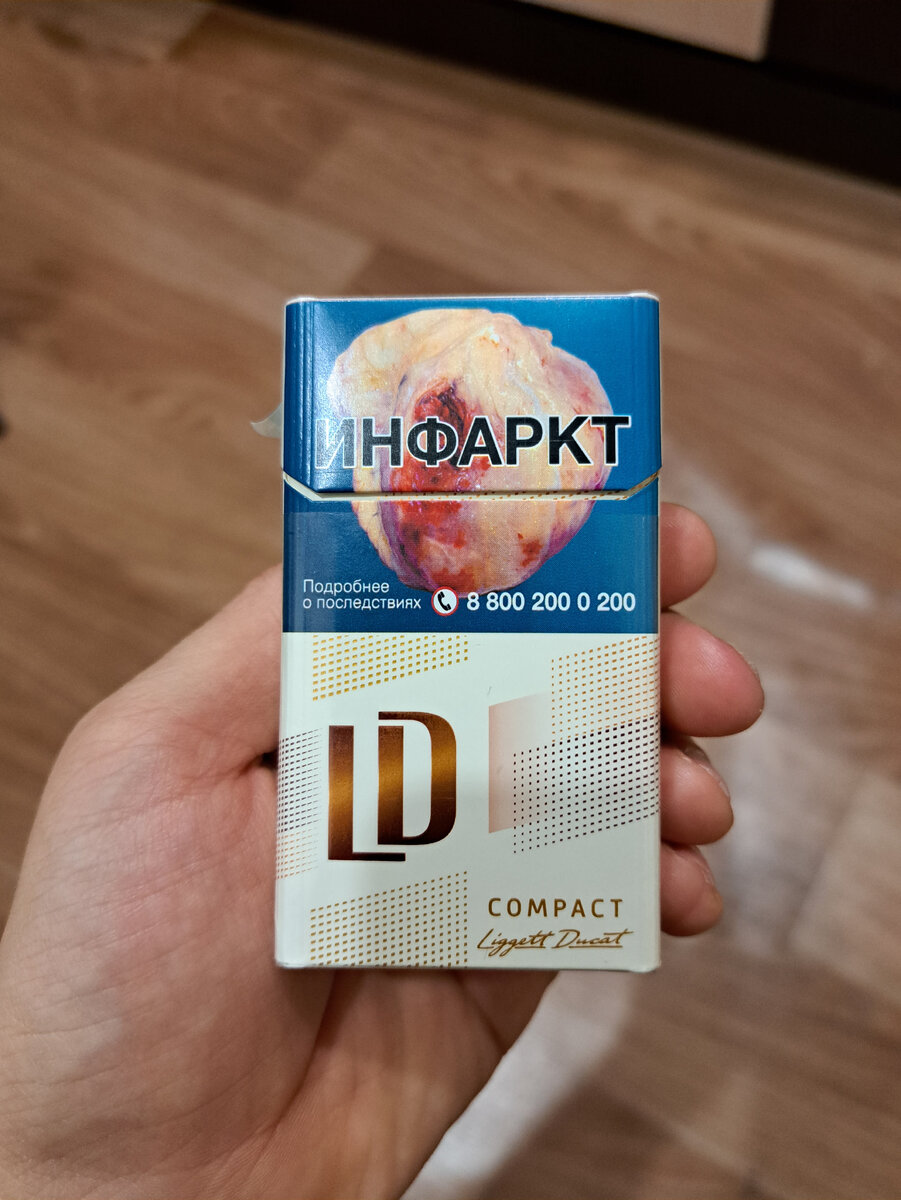 ИНФАРКТ
Подробнее
о последствиях 8 800 200 0 200
LD
COMPACT
Liggett Ducat